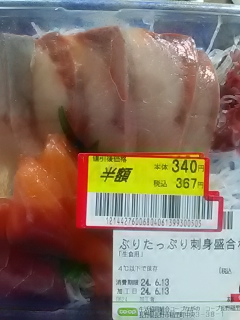 値引後価格
半額
本体 340円
税込 367円
1214427600680406139930050​5
ぶりたっぷり刺身盛合
「生食用」
4℃以下で保存
消費期限 24. 6.13
加工日 24. 6.13